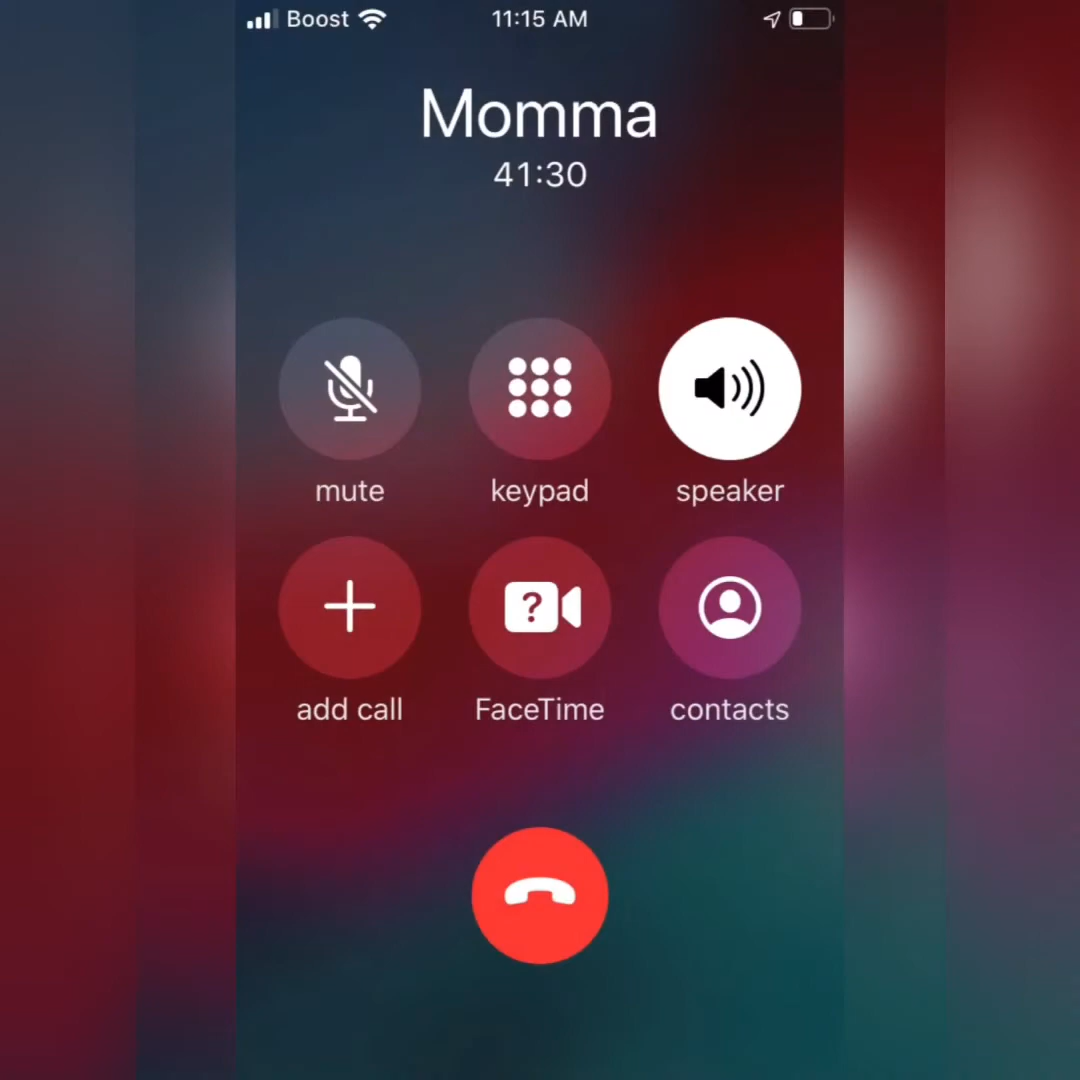 Boost 11:15 AM
Momma
41:30
mute keypad speaker
?
add call FaceTime contacts